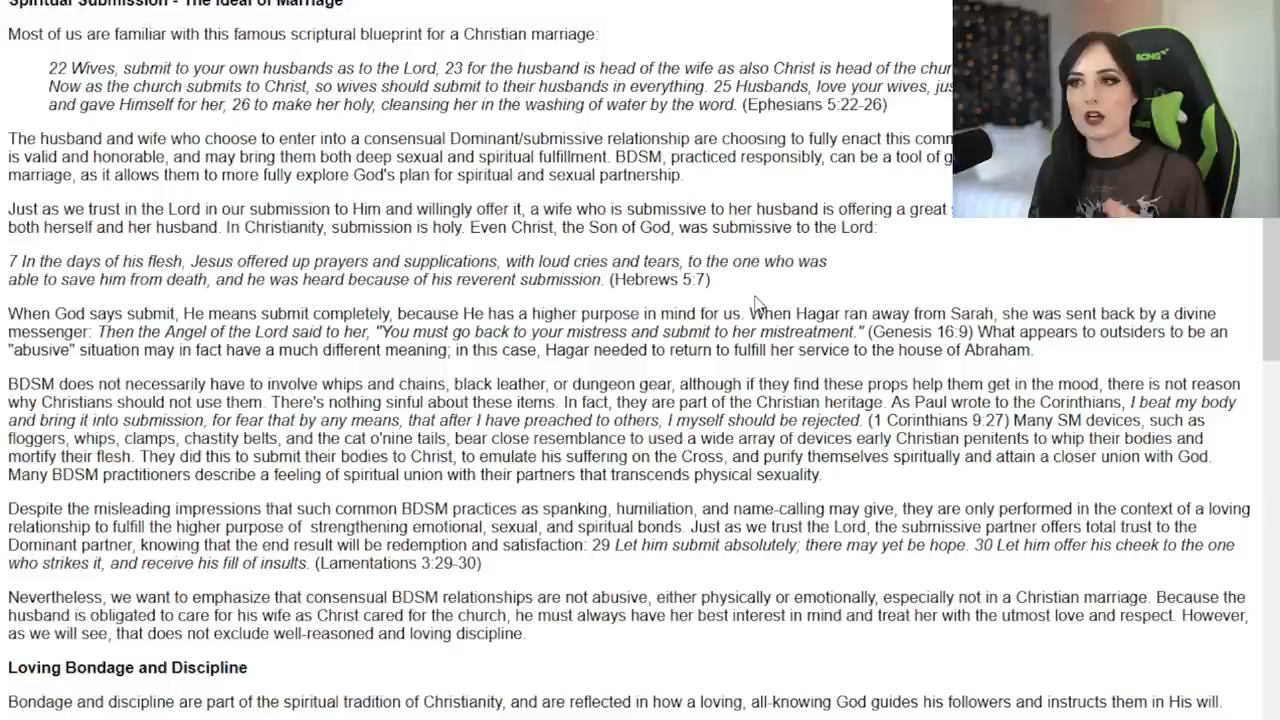 Spiritual Submission - The Ideal of Marriage
Most of us are familiar with this famous scriptural blueprint for a Christian marriage:
22 Wives, submit to your own husbands as to the Lord, 23 for the husband is head of the wife as also Christ is head of the
Now as the church submits to Christ, so wives should submit to their husbands in everything. 25 Husbands, love your wives,
and gave Himself for her, 26 to make her holy, cleansing her in the washing of water by the word. (Ephesians 5:22-26)
The husband and wife who choose to enter into a consensual Dominant/submissive relationship are choosing to fully enact this
is valid and honorable, and may bring them both deep sexual and spiritual fulfillment. BDSM, practiced responsibly, can be a tool of
marriage, as it allows them to more fully explore God's plan for spiritual and sexual partnership.
Just as we trust in the Lord in our submission to Him and willingly offer it, a wife who is submissive to her husband is offering a great
both herself and her husband. In Christianity, submission is holy. Even Christ, the Son of God, was submissive to the Lord:
7 In the days of his flesh, Jesus offered up prayers and supplications, with loud cries and tears, to the one who was
able to save him from death, and he was heard because of his reverent submission. (Hebrews 5:7)
When God says submit, He means submit completely, because He has a higher purpose in mind for us. When Hagar ran away from Sarah, she was sent back by a divine
messenger: Then the Angel of the Lord said to her, "You must go back to your mistress and submit to her mistreatment." (Genesis 16:9) What appears to outsiders to be an
"abusive" situation may in fact have a much different meaning; in this case, Hagar needed to return to fulfill her service to the house of Abraham.
BDSM does not necessarily have to involve whips and chains, black leather, or dungeon gear, although if they find these props help them get in the mood, there is not reason
why Christians should not use them. There's nothing sinful about these items. In fact, they are part of the Christian heritage. As Paul wrote to the Corinthians, I beat my body
and bring it into submission, for fear that by any means, that after I have preached to others, I myself should be rejected. (1 Corinthians 9:27) Many SM devices, such as
floggers, whips, clamps, chastity belts, and the cat o'nine tails, bear close resemblance to used a wide array of devices early Christian penitents to whip their bodies and
mortify their flesh. They did this to submit their bodies to Christ, to emulate his suffering on the Cross, and purify themselves spiritually and attain a closer union with God.
Many BDSM practitioners describe a feeling of spiritual union with their partners that transcends physical sexuality.
Despite the misleading impressions that such common BDSM practices as spanking, humiliation, and name-calling may give, they are only performed in the context of a loving
relationship to fulfill the higher purpose of strengthening emotional, sexual, and spiritual bonds. Just as we trust the Lord, the submissive partner offers total trust to the
Dominant partner, knowing that the end result will be redemption and satisfaction: 29 Let him submit absolutely; there may yet be hope. 30 Let him offer his cheek to the one
who strikes it, and receive his fill of insults. (Lamentations 3:29-30)
Nevertheless, we want to emphasize that consensual BDSM relationships are not abusive, either physically or emotionally, especially not in a Christian marriage. Because the
husband is obligated to care for his wife as Christ cared for the church, he must always have her best interest in mind and treat her with the utmost love and respect. However,
as we will see, that does not exclude well-reasoned and loving discipline.
Loving Bondage and Discipline
Bondage and discipline are part of the spiritual tradition of Christianity, and are reflected in how a loving, all-knowing God guides his followers and instructs them in His will.